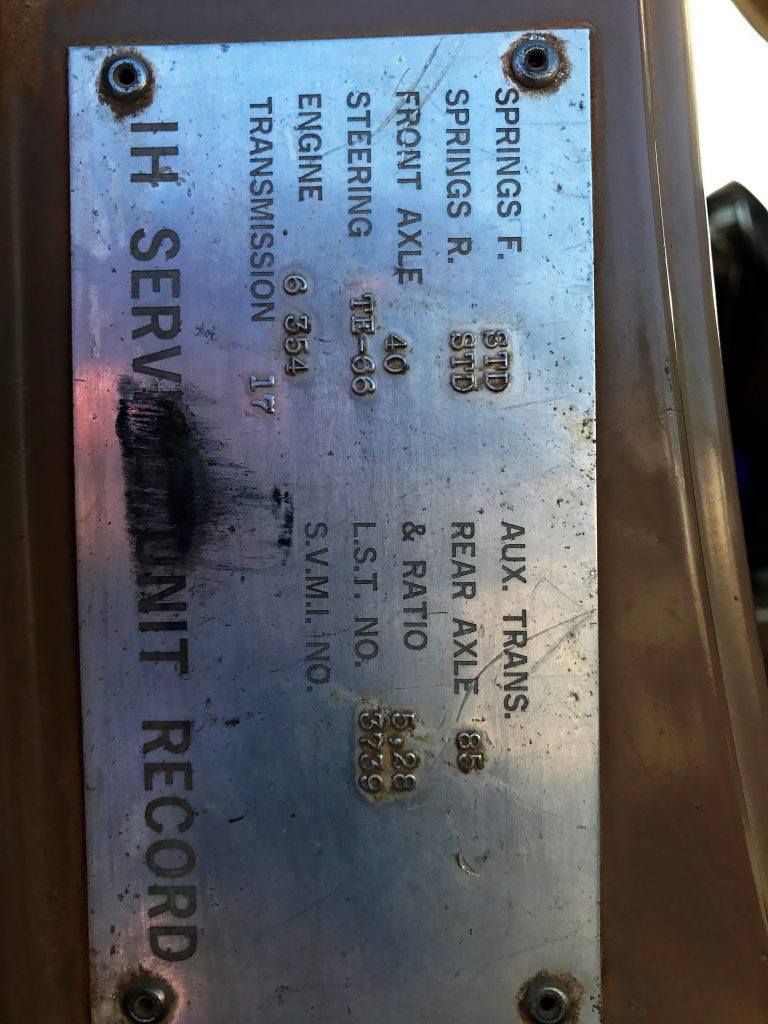 SPRINGS F. STD AUX. TRANS.
SPRINGS R. STD REAR AXLE 85
FRONT AXLE 40 & RATIO 5,28
STEERING TE-66 L.S.T. NO. 3739
ENGINE 6 354 S.V.M.I. NO.
TRANSMISSION 17
IH SERVICE UNIT RECORD